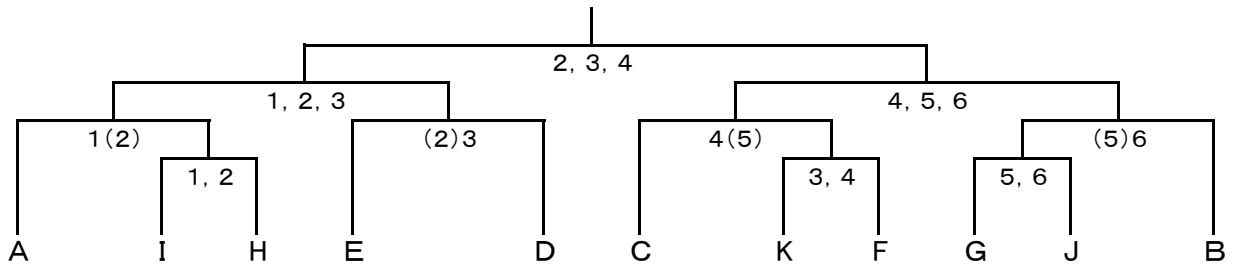 2, 3, 4
1, 2, 3
4, 5, 6
1(2)
(2)3
4(5)
(5)6
1, 2
3, 4
5, 6
A I H E D C K F G J B